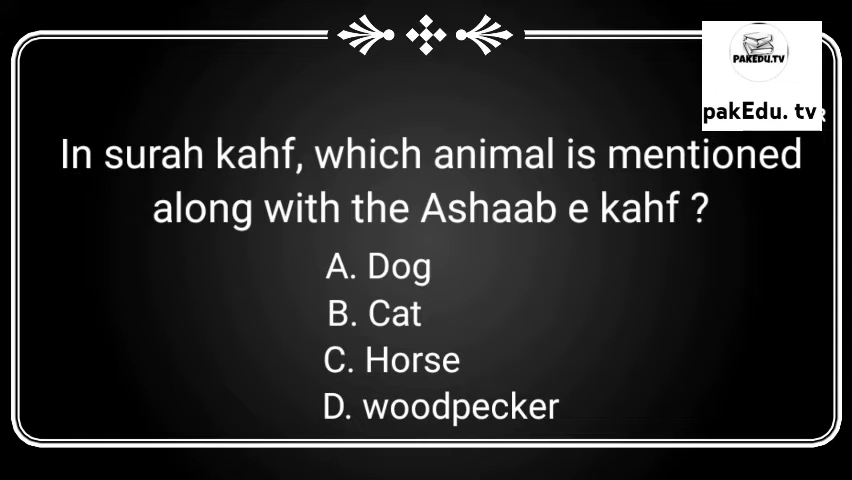 PAKEDU.TV
pakEdu. tv
In surah kahf, which animal is mentioned
along with the Ashaab e kahf ?
A. Dog
B. Cat
C. Horse
D. woodpecker